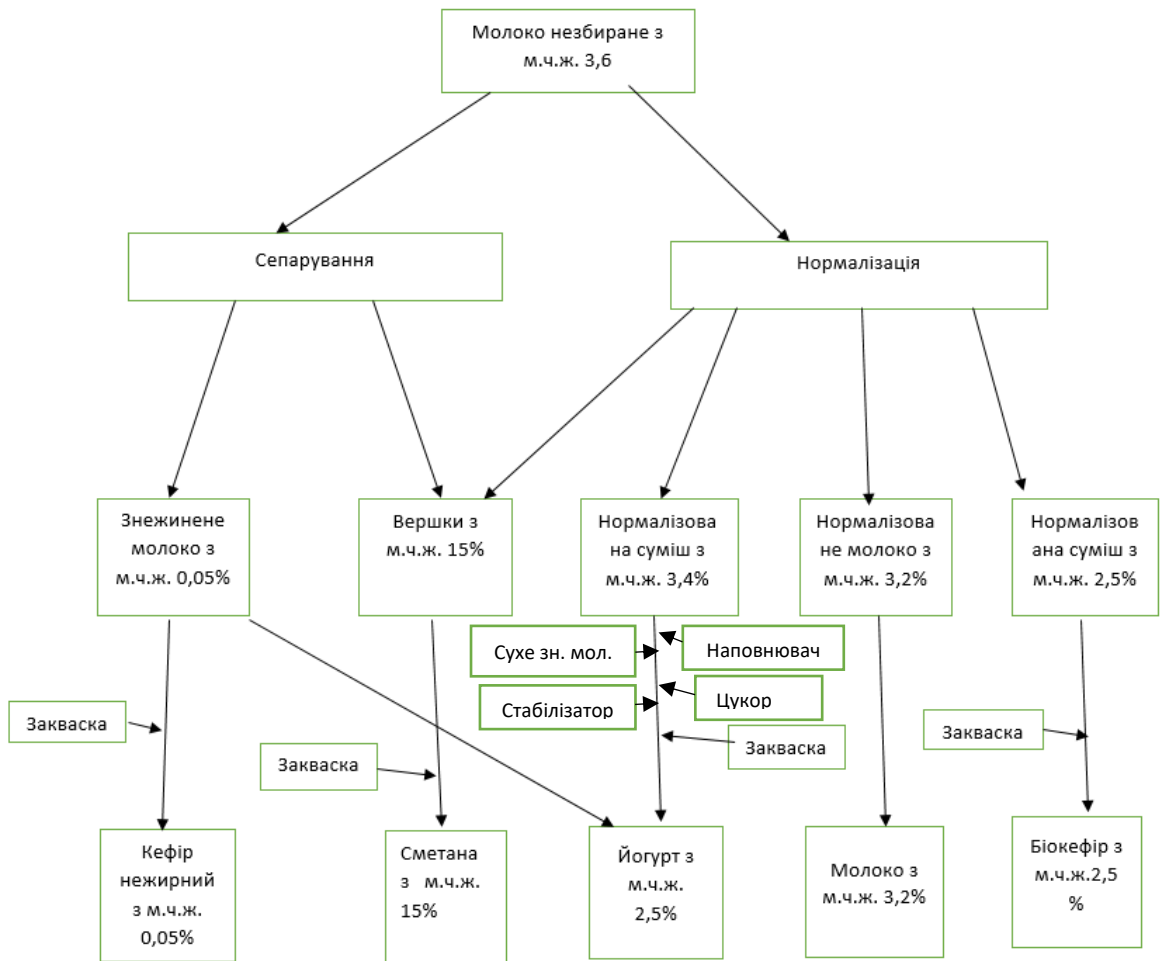 Молоко незбиране з
м.ч.ж. 3,6
Сепарування
Нормалізація
Знежинене
молоко з
м.ч.ж. 0,05%
Вершки з
м.ч.ж. 15%
Нормалізова
на суміш з
м.ч.ж. 3,4%
Нормалізова
не молоко з
м.ч.ж. 3,2%
Нормалізов
ана суміш з
м.ч.ж. 2,5%
Сухе зн. мол.
Наповнювач
Стабілізатор
Цукор
Закваска
Закваска
Закваска
Закваска
Кефір
нежирний
з м.ч.ж.
0,05%
Сметана
з м.ч.ж.
15%
Йогурт з
м.ч.ж.
2,5%
Молоко з
м.ч.ж. 3,2%
Біокефір з
м.ч.ж.2,5
%